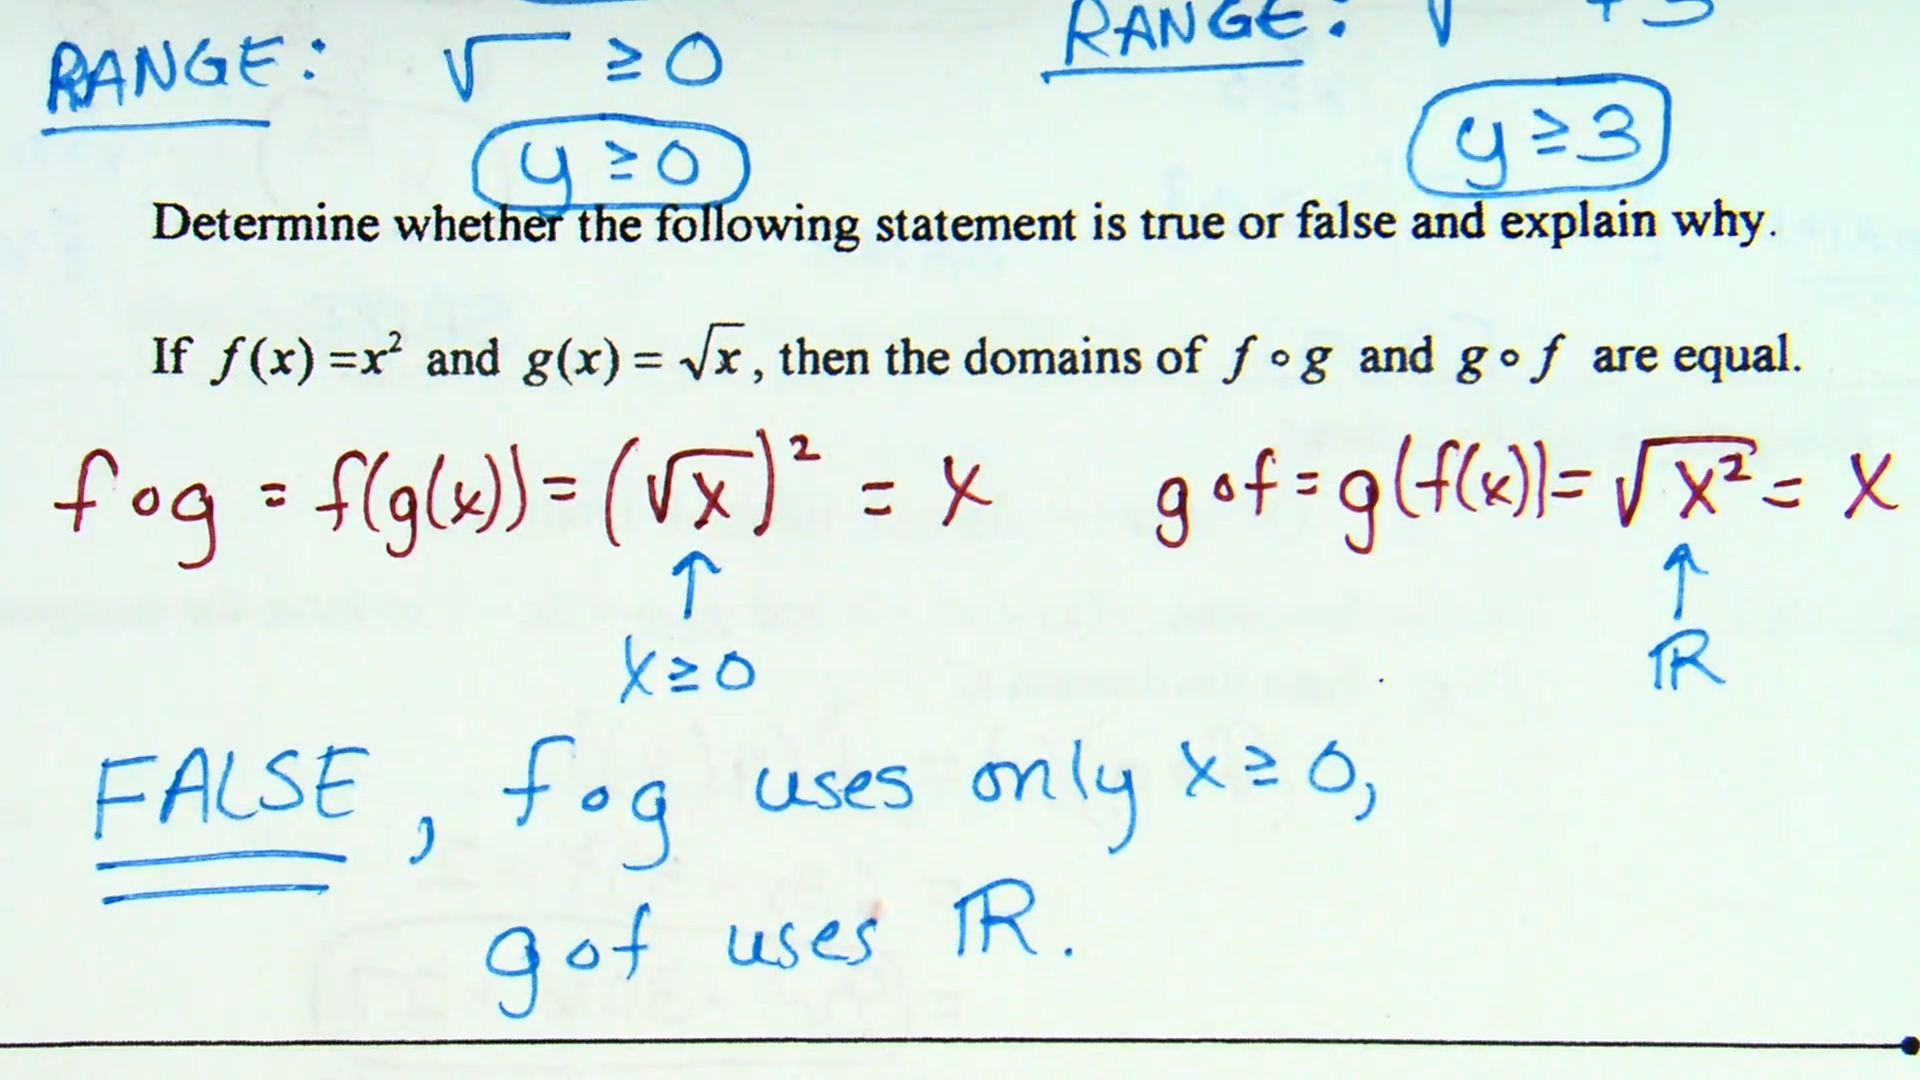 RANGE: √ ≥ 0 RANGE: √ + 3
y ≥ 0 y ≥ 3
Determine whether the following statement is true or false and explain why.
If f(x) =x² and g(x) = √x, then the domains of f ∘ g and g ∘ f are equal.
f∘g = f(g(x)) = (√x)² = x g∘f = g(f(x)) = √x² = x
↑ ↑
x ≥ 0 ℝ
FALSE, f∘g uses only x ≥ 0,
g∘f uses ℝ.